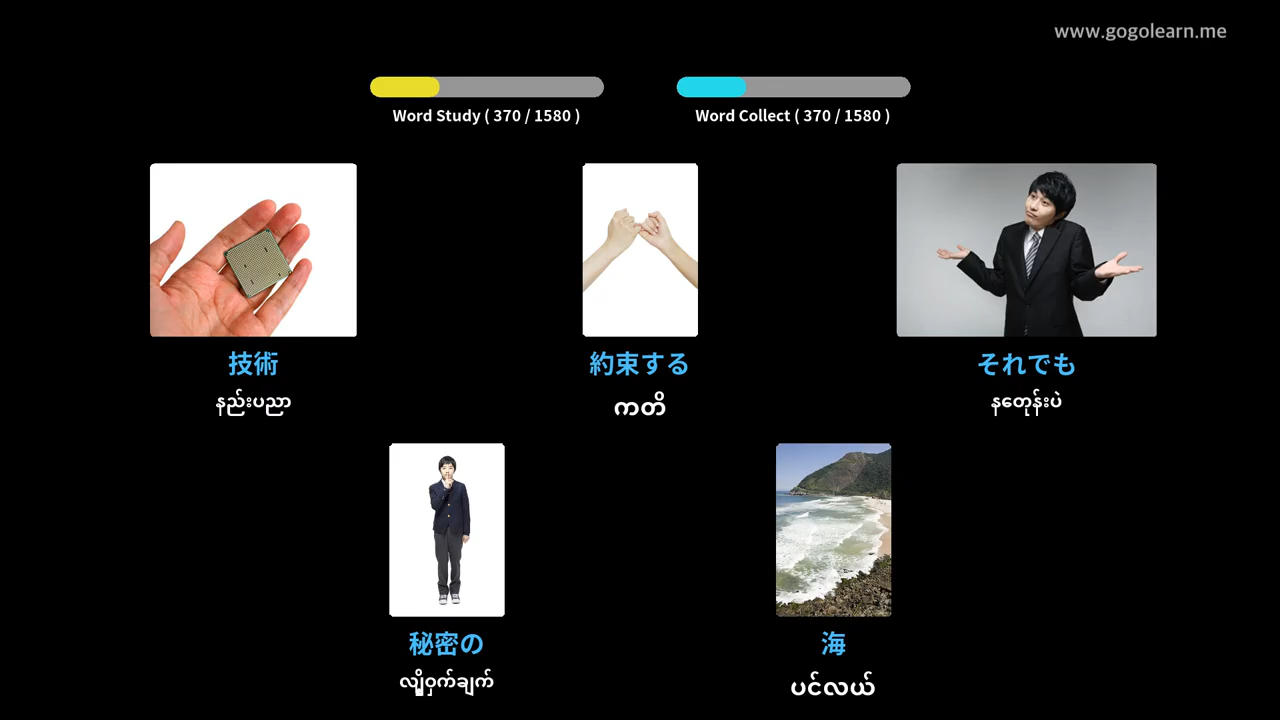 www.gogolearn.me
Word Study ( 370 / 1580 )
Word Collect ( 370 / 1580 )
技術
約束する
それでも
နည်းပညာ
ကတိ
နတေုန်းပဲ
秘密の
海
လျှို့ဝှက်ချက်
ပင်လယ်